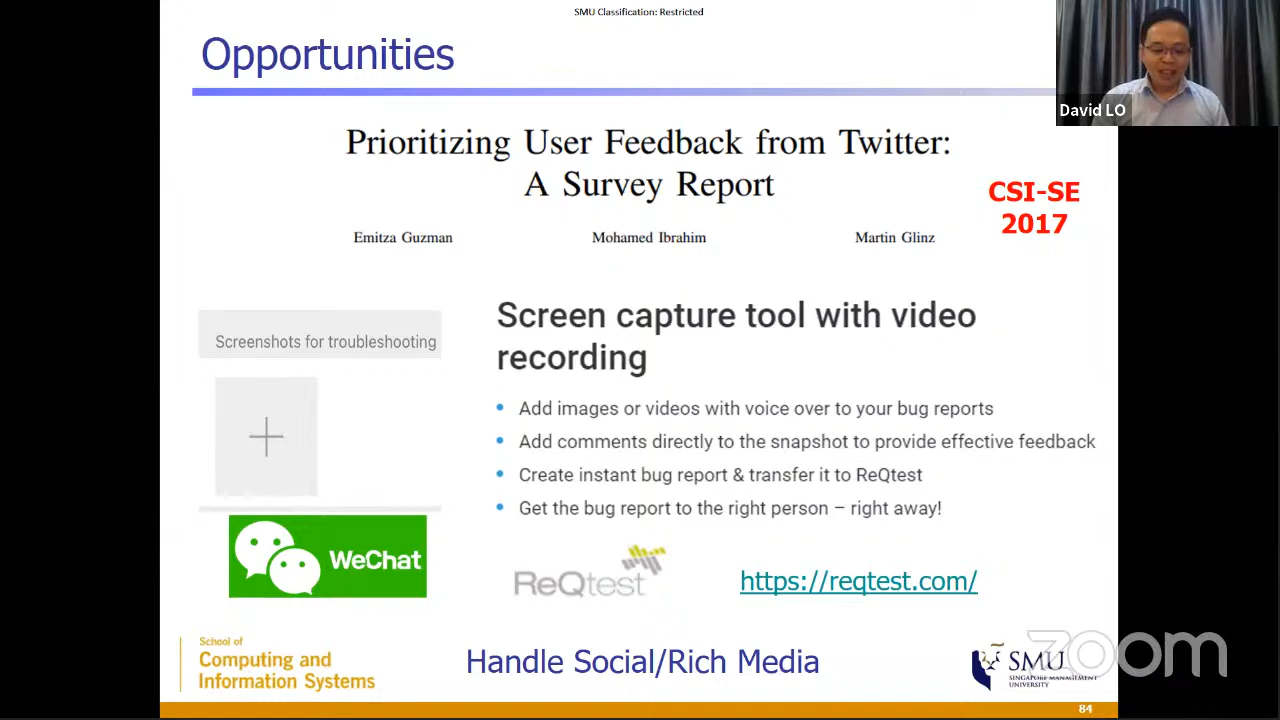 SMU Classification: Restricted
Opportunities
David LO
Prioritizing User Feedback from Twitter:
A Survey Report
CSI-SE
2017
Emitza Guzman Mohamed Ibrahim Martin Glinz
Screenshots for troubleshooting
WeChat
Screen capture tool with video
recording
• Add images or videos with voice over to your bug reports
• Add comments directly to the snapshot to provide effective feedback
• Create instant bug report & transfer it to ReQtest
• Get the bug report to the right person – right away!
ReQtest
https://reqtest.com/
School of
Computing and
Information Systems
Handle Social/Rich Media
SMU
SINGAPORE MANAGEMENT
UNIVERSITY
zoom
84